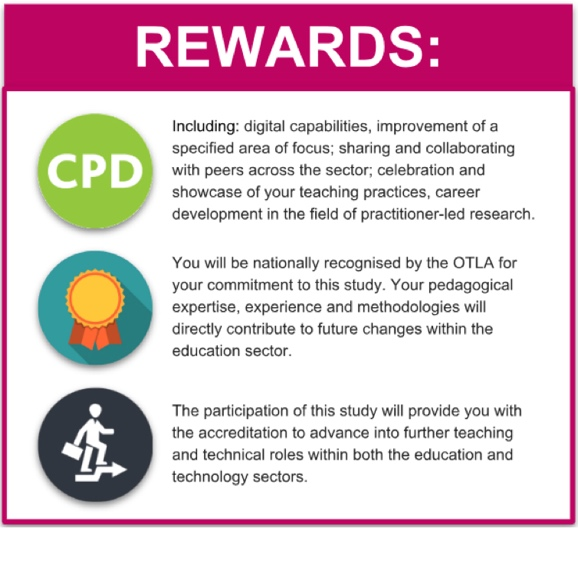 REWARDS:
CPD
Including: digital capabilities, improvement of a
specified area of focus; sharing and collaborating
with peers across the sector; celebration and
showcase of your teaching practices, career
development in the field of practitioner-led research.
You will be nationally recognised by the OTLA for
your commitment to this study. Your pedagogical
expertise, experience and methodologies will
directly contribute to future changes within the
education sector.
The participation of this study will provide you with
the accreditation to advance into further teaching
and technical roles within both the education and
technology sectors.